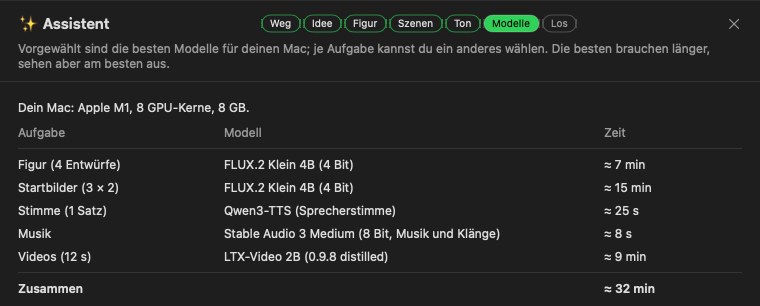 ✨ Assistent
Weg Idee Figur Szenen Ton Modelle Los
Vorgewählt sind die besten Modelle für deinen Mac; je Aufgabe kannst du ein anderes wählen. Die besten brauchen länger,
sehen aber am besten aus.
Dein Mac: Apple M1, 8 GPU-Kerne, 8 GB.
Aufgabe Modell Zeit
Figur (4 Entwürfe) FLUX.2 Klein 4B (4 Bit) ≈ 7 min
Startbilder (3 × 2) FLUX.2 Klein 4B (4 Bit) ≈ 15 min
Stimme (1 Satz) Qwen3-TTS (Sprecherstimme) ≈ 25 s
Musik Stable Audio 3 Medium (8 Bit, Musik und Klänge) ≈ 8 s
Videos (12 s) LTX-Video 2B (0.9.8 distilled) ≈ 9 min
Zusammen ≈ 32 min